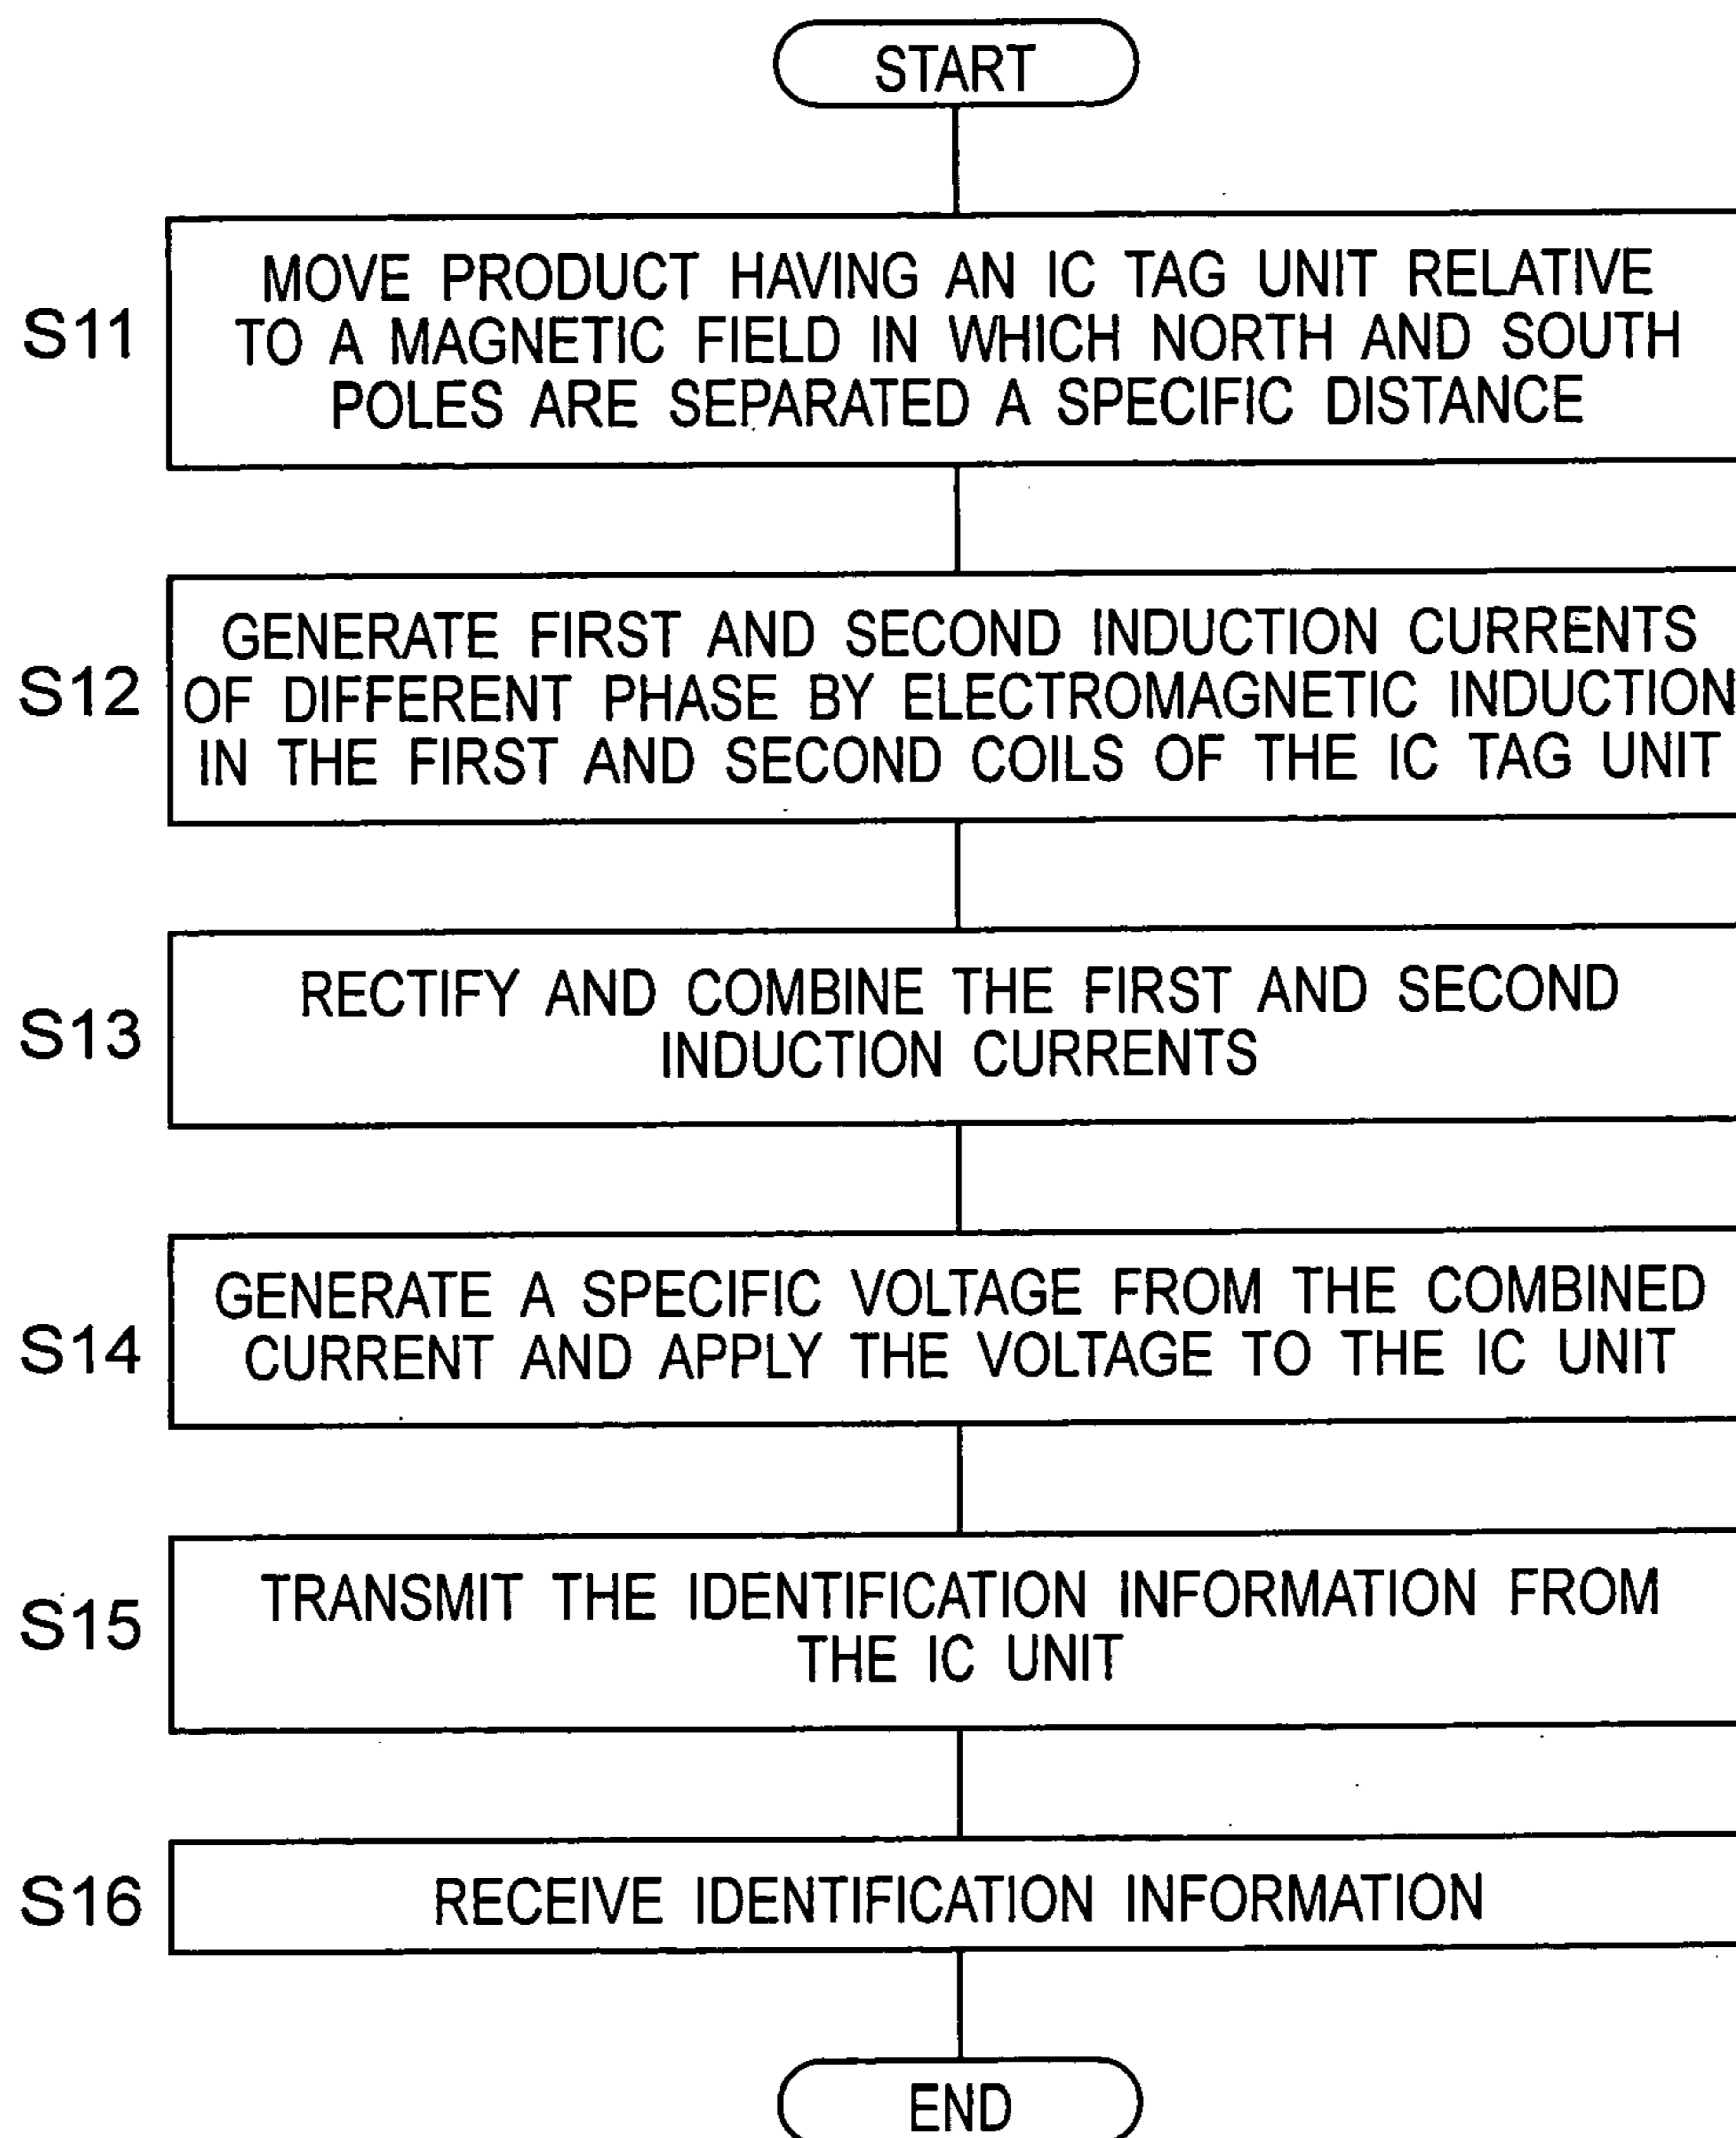 START
S11
MOVE PRODUCT HAVING AN IC TAG UNIT RELATIVE
TO A MAGNETIC FIELD IN WHICH NORTH AND SOUTH
POLES ARE SEPARATED A SPECIFIC DISTANCE
S12
GENERATE FIRST AND SECOND INDUCTION CURRENTS
OF DIFFERENT PHASE BY ELECTROMAGNETIC INDUCTION
IN THE FIRST AND SECOND COILS OF THE IC TAG UNIT
S13
RECTIFY AND COMBINE THE FIRST AND SECOND
INDUCTION CURRENTS
S14
GENERATE A SPECIFIC VOLTAGE FROM THE COMBINED
CURRENT AND APPLY THE VOLTAGE TO THE IC UNIT
S15
TRANSMIT THE IDENTIFICATION INFORMATION FROM
THE IC UNIT
S16
RECEIVE IDENTIFICATION INFORMATION
END